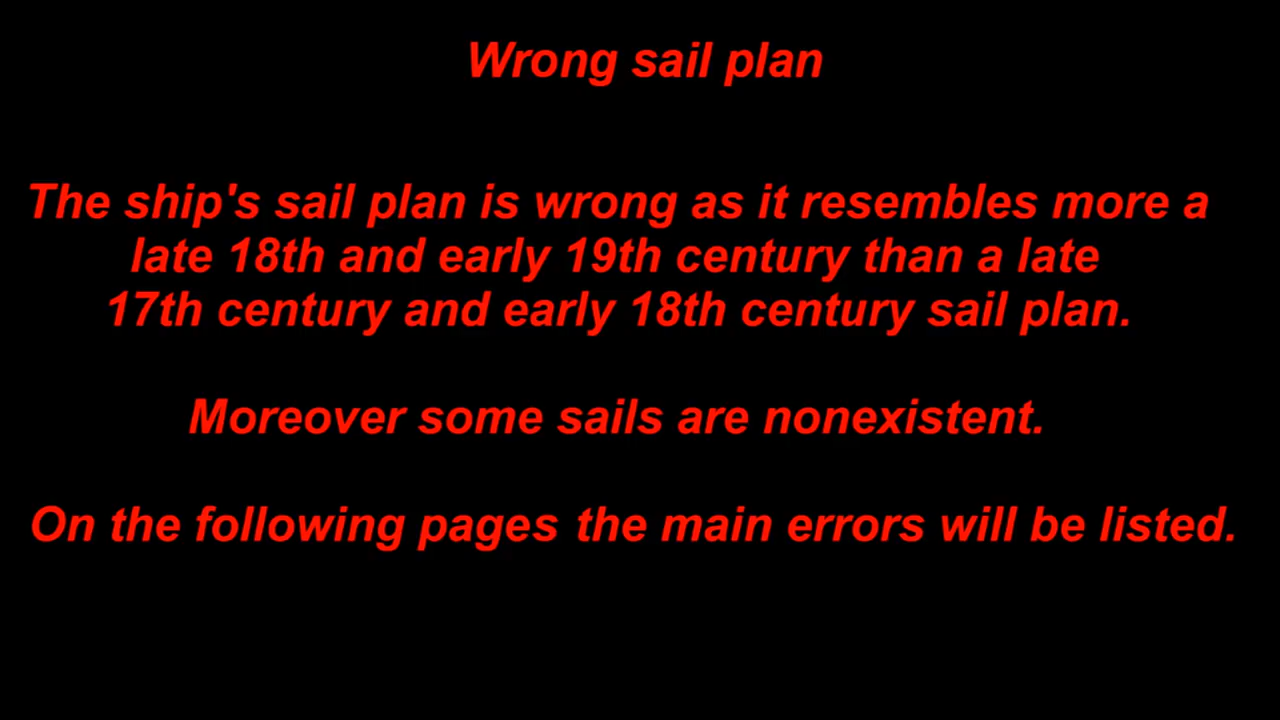 Wrong sail plan
The ship's sail plan is wrong as it resembles more a
late 18th and early 19th century than a late
17th century and early 18th century sail plan.
Moreover some sails are nonexistent.
On the following pages the main errors will be listed.